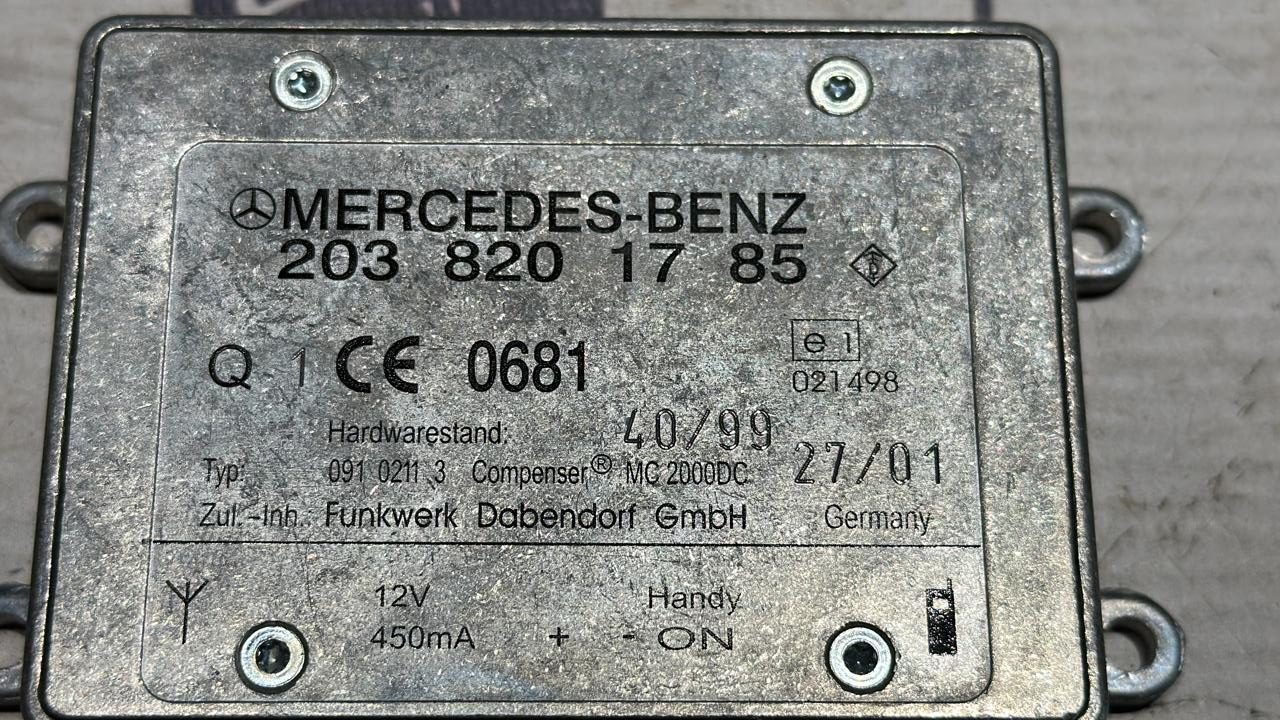 MERCEDES-BENZ
203 820 17 85
Q 1 CE 0681
e 1
021498
Hardwarestand: 40/99
Typ: 091 0211 3 Compenser® MC 2000DC 27/01
Zul.-Inh.: Funkwerk Dabendorf GmbH Germany
12V Handy
450mA + - ON